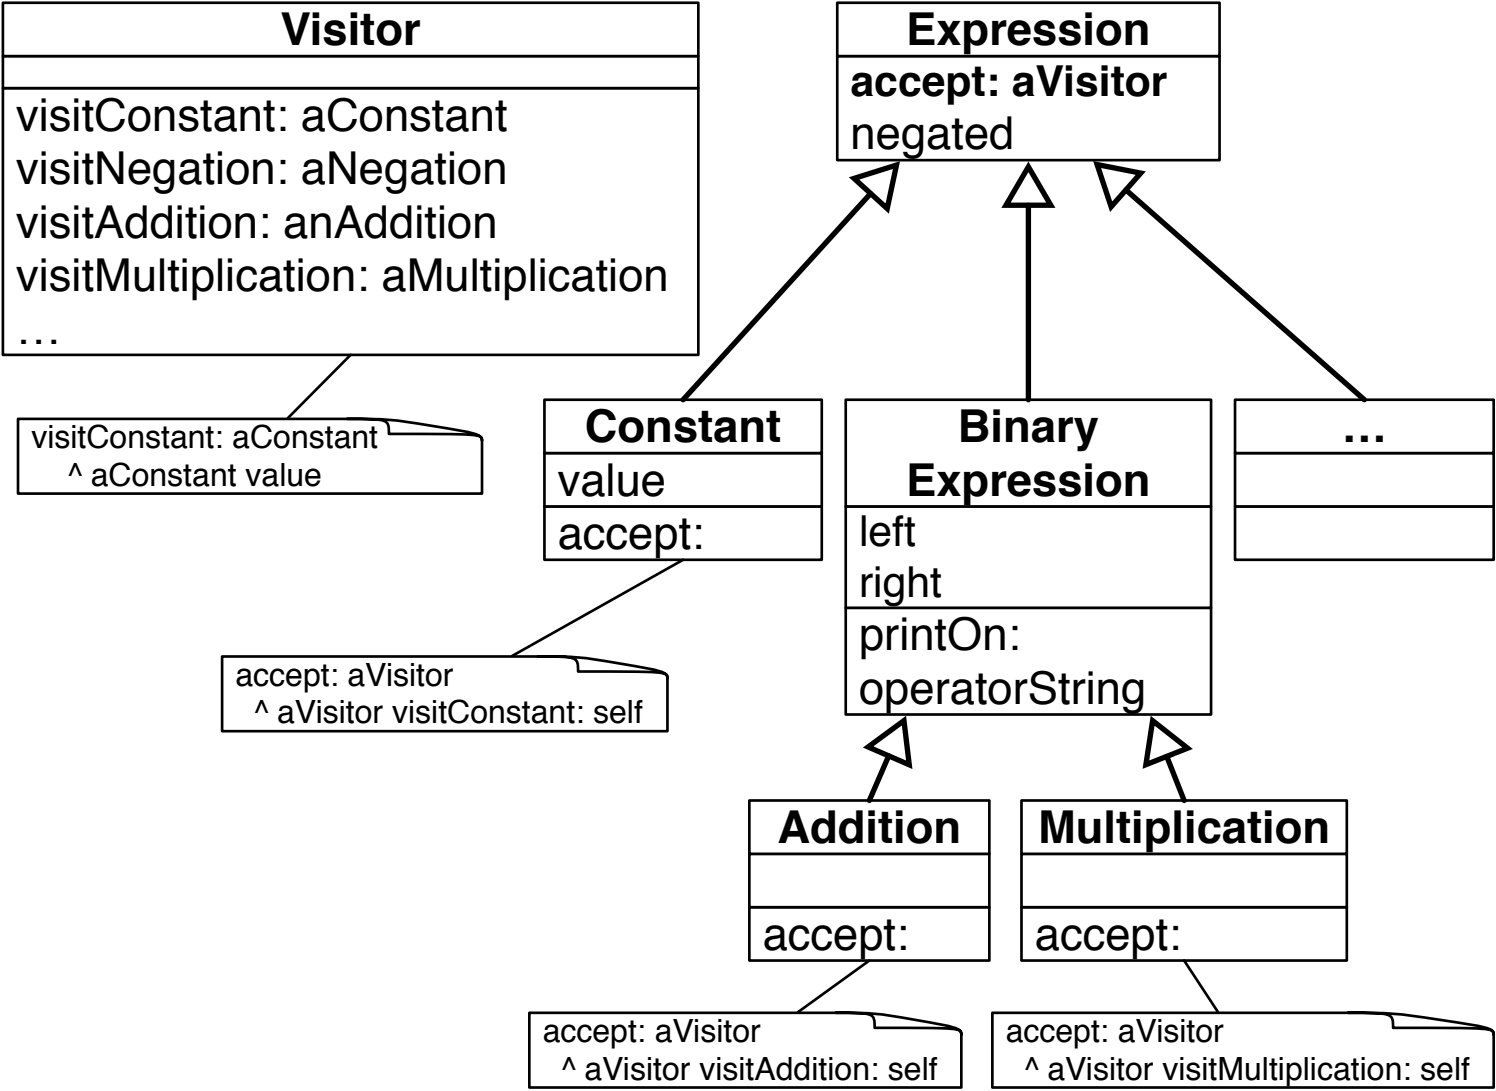 Visitor
visitConstant: aConstant
visitNegation: aNegation
visitAddition: anAddition
visitMultiplication: aMultiplication
...
visitConstant: aConstant
^ aConstant value
Expression
accept: aVisitor
negated
Constant
value
accept:
accept: aVisitor
^ aVisitor visitConstant: self
Binary
Expression
left
right
printOn:
operatorString
...
Addition
accept:
accept: aVisitor
^ aVisitor visitAddition: self
Multiplication
accept:
accept: aVisitor
^ aVisitor visitMultiplication: self